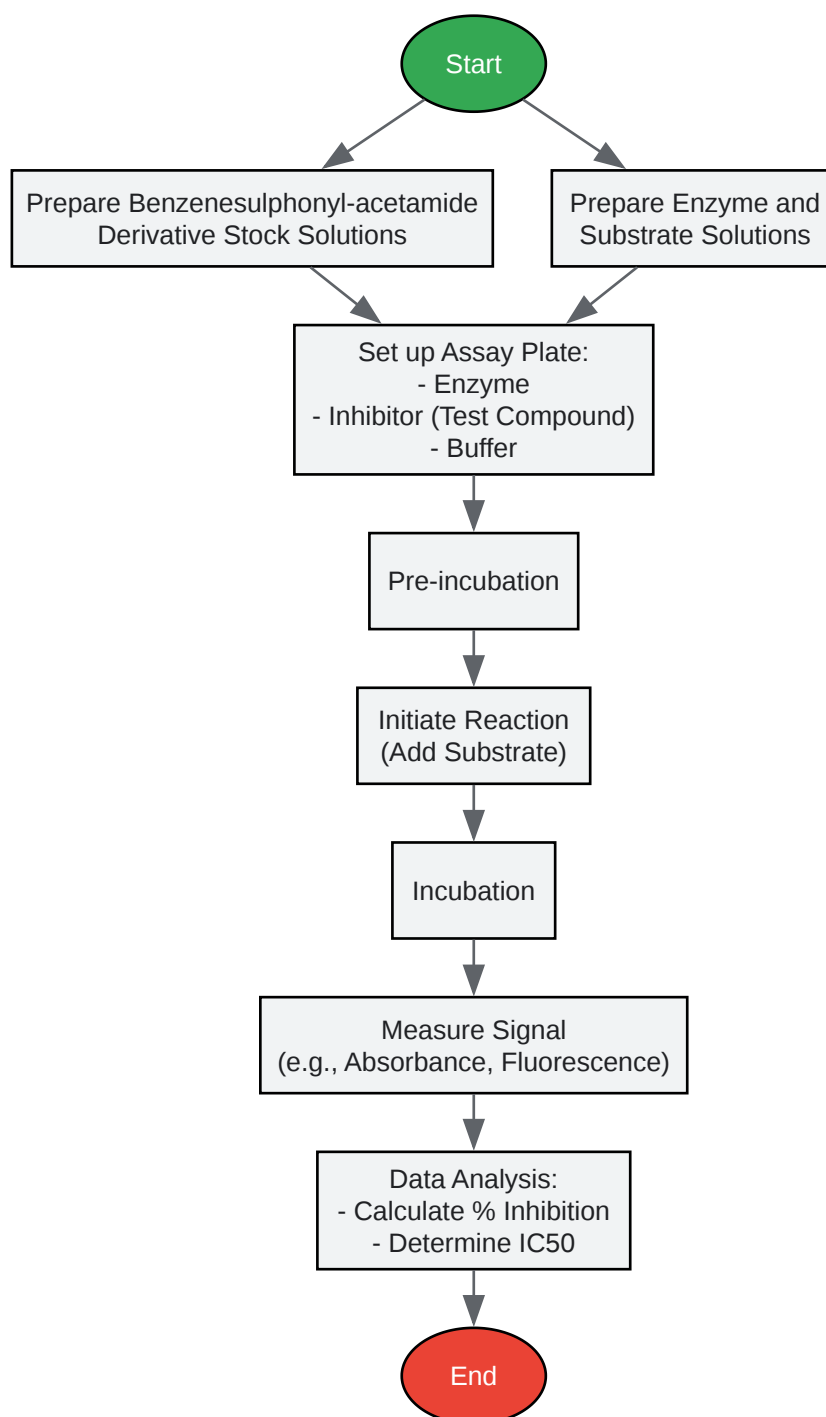 Start
Prepare Benzenesulphonyl-acetamide
Derivative Stock Solutions
Prepare Enzyme and
Substrate Solutions
Set up Assay Plate:
- Enzyme
- Inhibitor (Test Compound)
- Buffer
Pre-incubation
Initiate Reaction
(Add Substrate)
Incubation
Measure Signal
(e.g., Absorbance, Fluorescence)
Data Analysis:
- Calculate % Inhibition
- Determine IC50
End